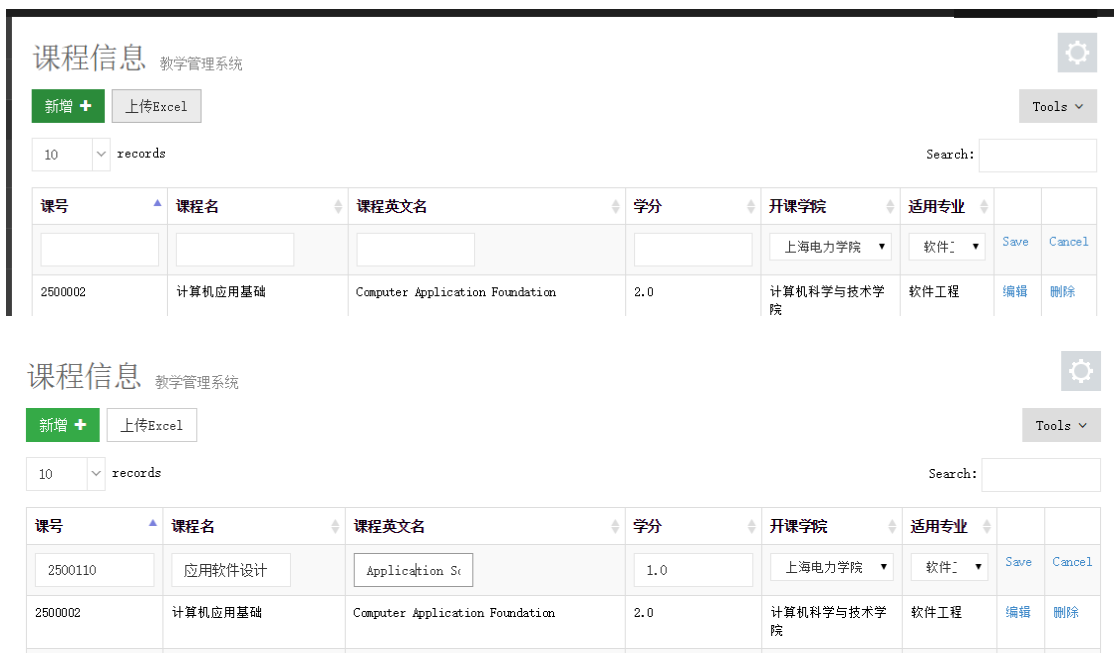 课程信息 教学管理系统
新增 上传Excel Tools
10 records Search:
课号 课程名 课程英文名 学分 开课学院 适用专业
上海电力学院 软件工 Save Cancel
2500002 计算机应用基础 Computer Application Foundation 2.0 计算机科学与技术学 软件工程 编辑 删除
院
课程信息 教学管理系统
新增 上传Excel Tools
10 records Search:
课号 课程名 课程英文名 学分 开课学院 适用专业
2500110 应用软件设计 Application So 1.0 上海电力学院 软件工 Save Cancel
2500002 计算机应用基础 Computer Application Foundation 2.0 计算机科学与技术学 软件工程 编辑 删除
院